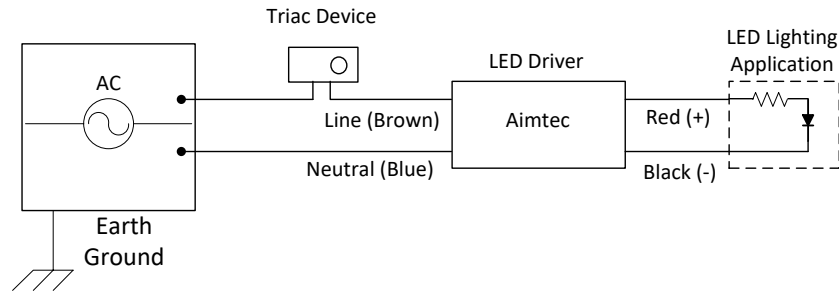 Triac Device
AC
Line (Brown)
Neutral (Blue)
Earth
Ground
LED Driver
Aimtec
Red (+)
Black (-)
LED Lighting
Application